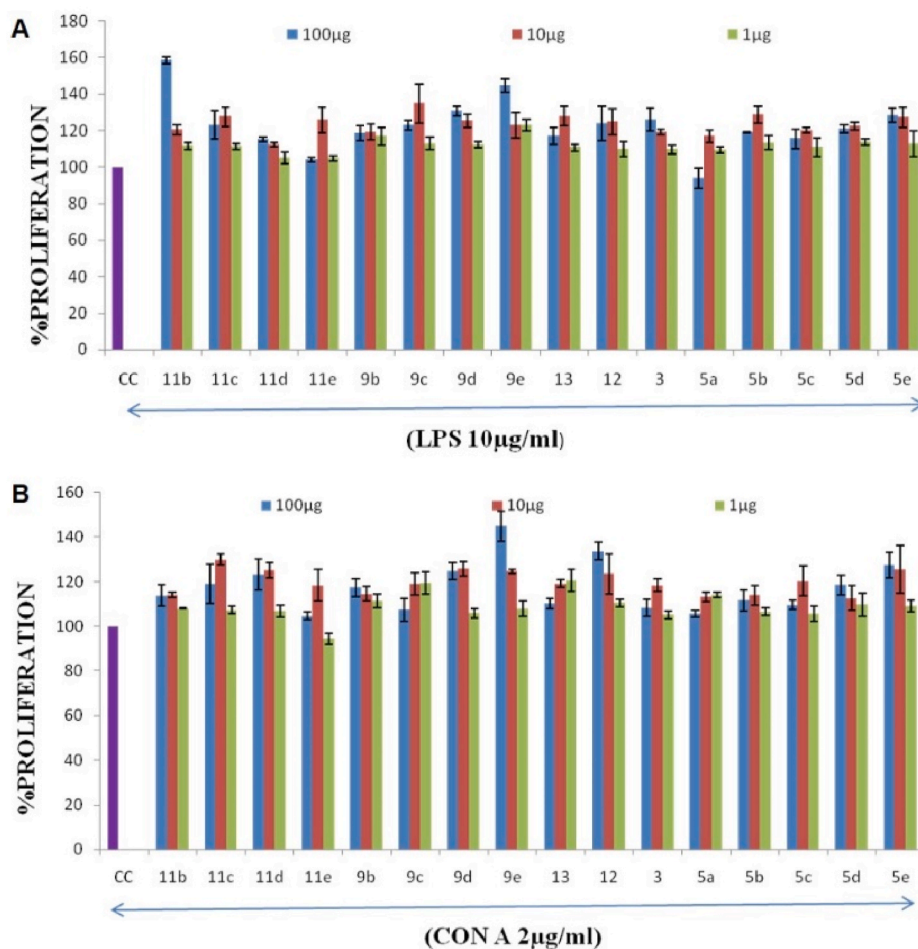 A
100µg 10µg 1µg
%PROLIFERATION
180
160
140
120
100
80
60
40
20
0
CC 11b 11c 11d 11e 9b 9c 9d 9e 13 12 3 5a 5b 5c 5d 5e
(LPS 10µg/ml)
B
100µg 10µg 1µg
%PROLIFERATION
160
140
120
100
80
60
40
20
0
CC 11b 11c 11d 11e 9b 9c 9d 9e 13 12 3 5a 5b 5c 5d 5e
(CON A 2µg/ml)